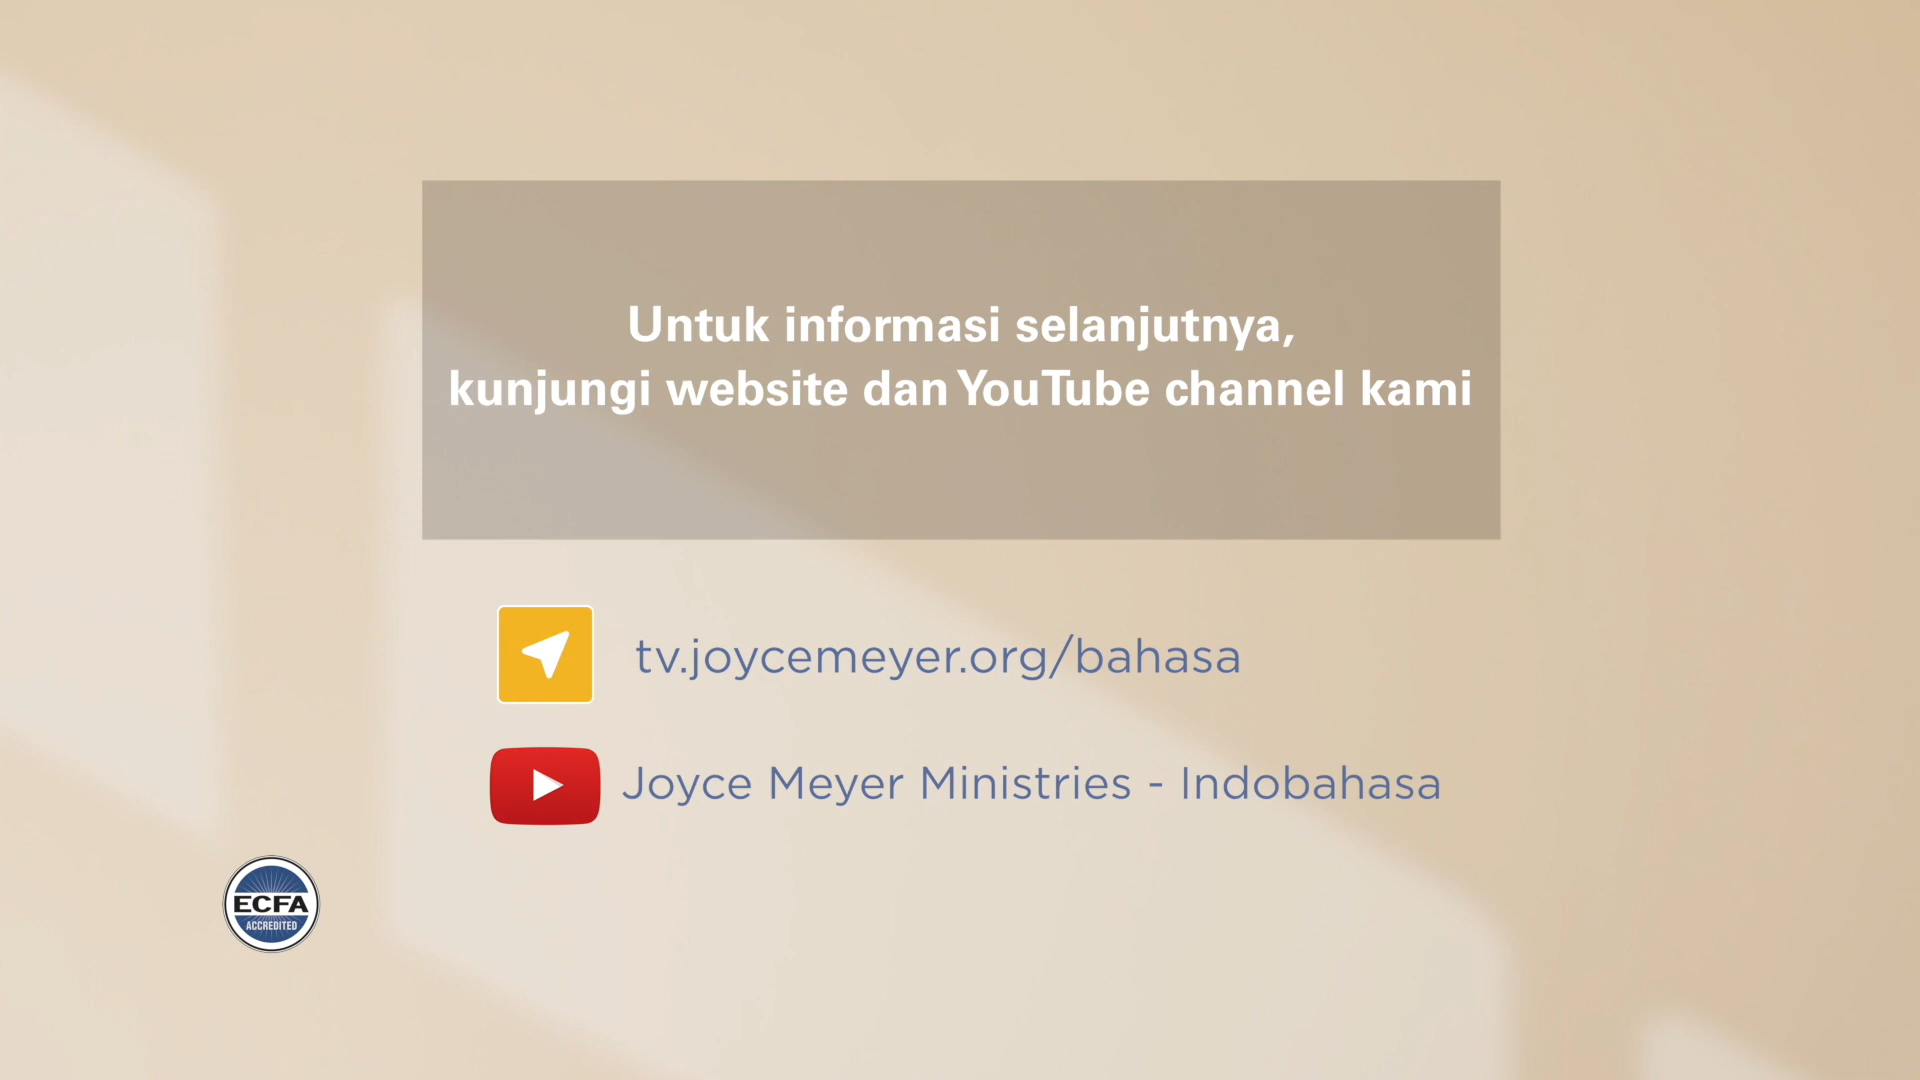 Untuk informasi selanjutnya,
kunjungi website dan YouTube channel kami
tv.joycemeyer.org/bahasa
Joyce Meyer Ministries - Indobahasa
ECFA
ACCREDITED